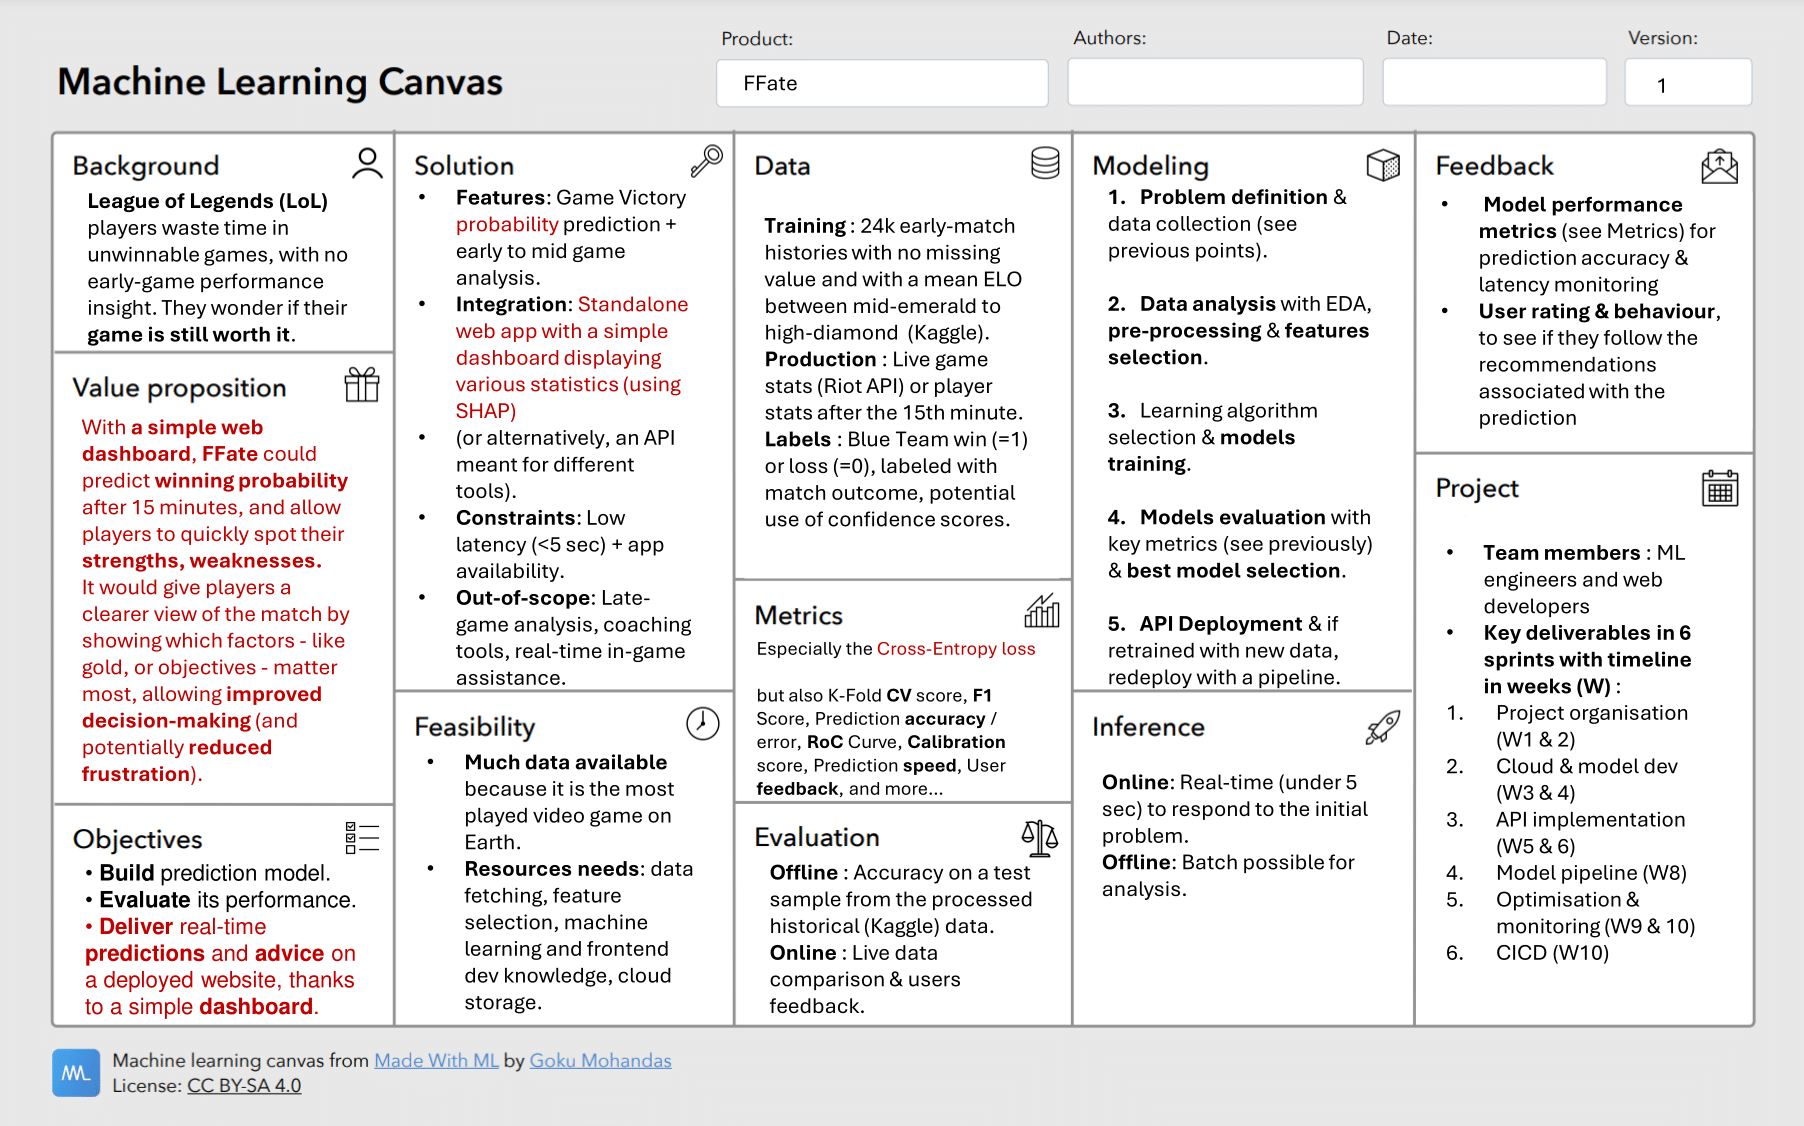 Machine Learning Canvas
Product:
FFate
Authors:
Date:
Version:
1
Background
League of Legends (LoL)
players waste time in
unwinnable games, with no
early-game performance
insight. They wonder if their
game is still worth it.
Value proposition
With a simple web
dashboard, FFate could
predict winning probability
after 15 minutes, and allow
players to quickly spot their
strengths, weaknesses.
It would give players a
clearer view of the match by
showing which factors - like
gold, or objectives - matter
most, allowing improved
decision-making (and
potentially reduced
frustration).
Objectives
• Build prediction model.
• Evaluate its performance.
• Deliver real-time
predictions and advice on
a deployed website, thanks
to a simple dashboard.
Solution
• Features: Game Victory
probability prediction +
early to mid game
analysis.
• Integration: Standalone
web app with a simple
dashboard displaying
various statistics (using
SHAP)
• (or alternatively, an API
meant for different
tools).
• Constraints: Low
latency (<5 sec) + app
availability.
• Out-of-scope: Late-
game analysis, coaching
tools, real-time in-game
assistance.
Feasibility
• Much data available
because it is the most
played video game on
Earth.
• Resources needs: data
fetching, feature
selection, machine
learning and frontend
dev knowledge, cloud
storage.
Data
Training : 24k early-match
histories with no missing
value and with a mean ELO
between mid-emerald to
high-diamond (Kaggle).
Production : Live game
stats (Riot API) or player
stats after the 15th minute.
Labels : Blue Team win (=1)
or loss (=0), labeled with
match outcome, potential
use of confidence scores.
Metrics
Especially the Cross-Entropy loss
but also K-Fold CV score, F1
Score, Prediction accuracy /
error, RoC Curve, Calibration
score, Prediction speed, User
feedback, and more...
Evaluation
Offline : Accuracy on a test
sample from the processed
historical (Kaggle) data.
Online : Live data
comparison & users
feedback.
Modeling
1. Problem definition &
data collection (see
previous points).
2. Data analysis with EDA,
pre-processing & features
selection.
3. Learning algorithm
selection & models
training.
4. Models evaluation with
key metrics (see previously)
& best model selection.
5. API Deployment & if
retrained with new data,
redeploy with a pipeline.
Inference
Online: Real-time (under 5
sec) to respond to the initial
problem.
Offline: Batch possible for
analysis.
Feedback
• Model performance
metrics (see Metrics) for
prediction accuracy &
latency monitoring
• User rating & behaviour,
to see if they follow the
recommendations
associated with the
prediction
Project
• Team members : ML
engineers and web
developers
• Key deliverables in 6
sprints with timeline
in weeks (W) :
1. Project organisation
(W1 & 2)
2. Cloud & model dev
(W3 & 4)
3. API implementation
(W5 & 6)
4. Model pipeline (W8)
5. Optimisation &
monitoring (W9 & 10)
6. CICD (W10)
ML
Machine learning canvas from Made With ML by Goku Mohandas
License: CC BY-SA 4.0